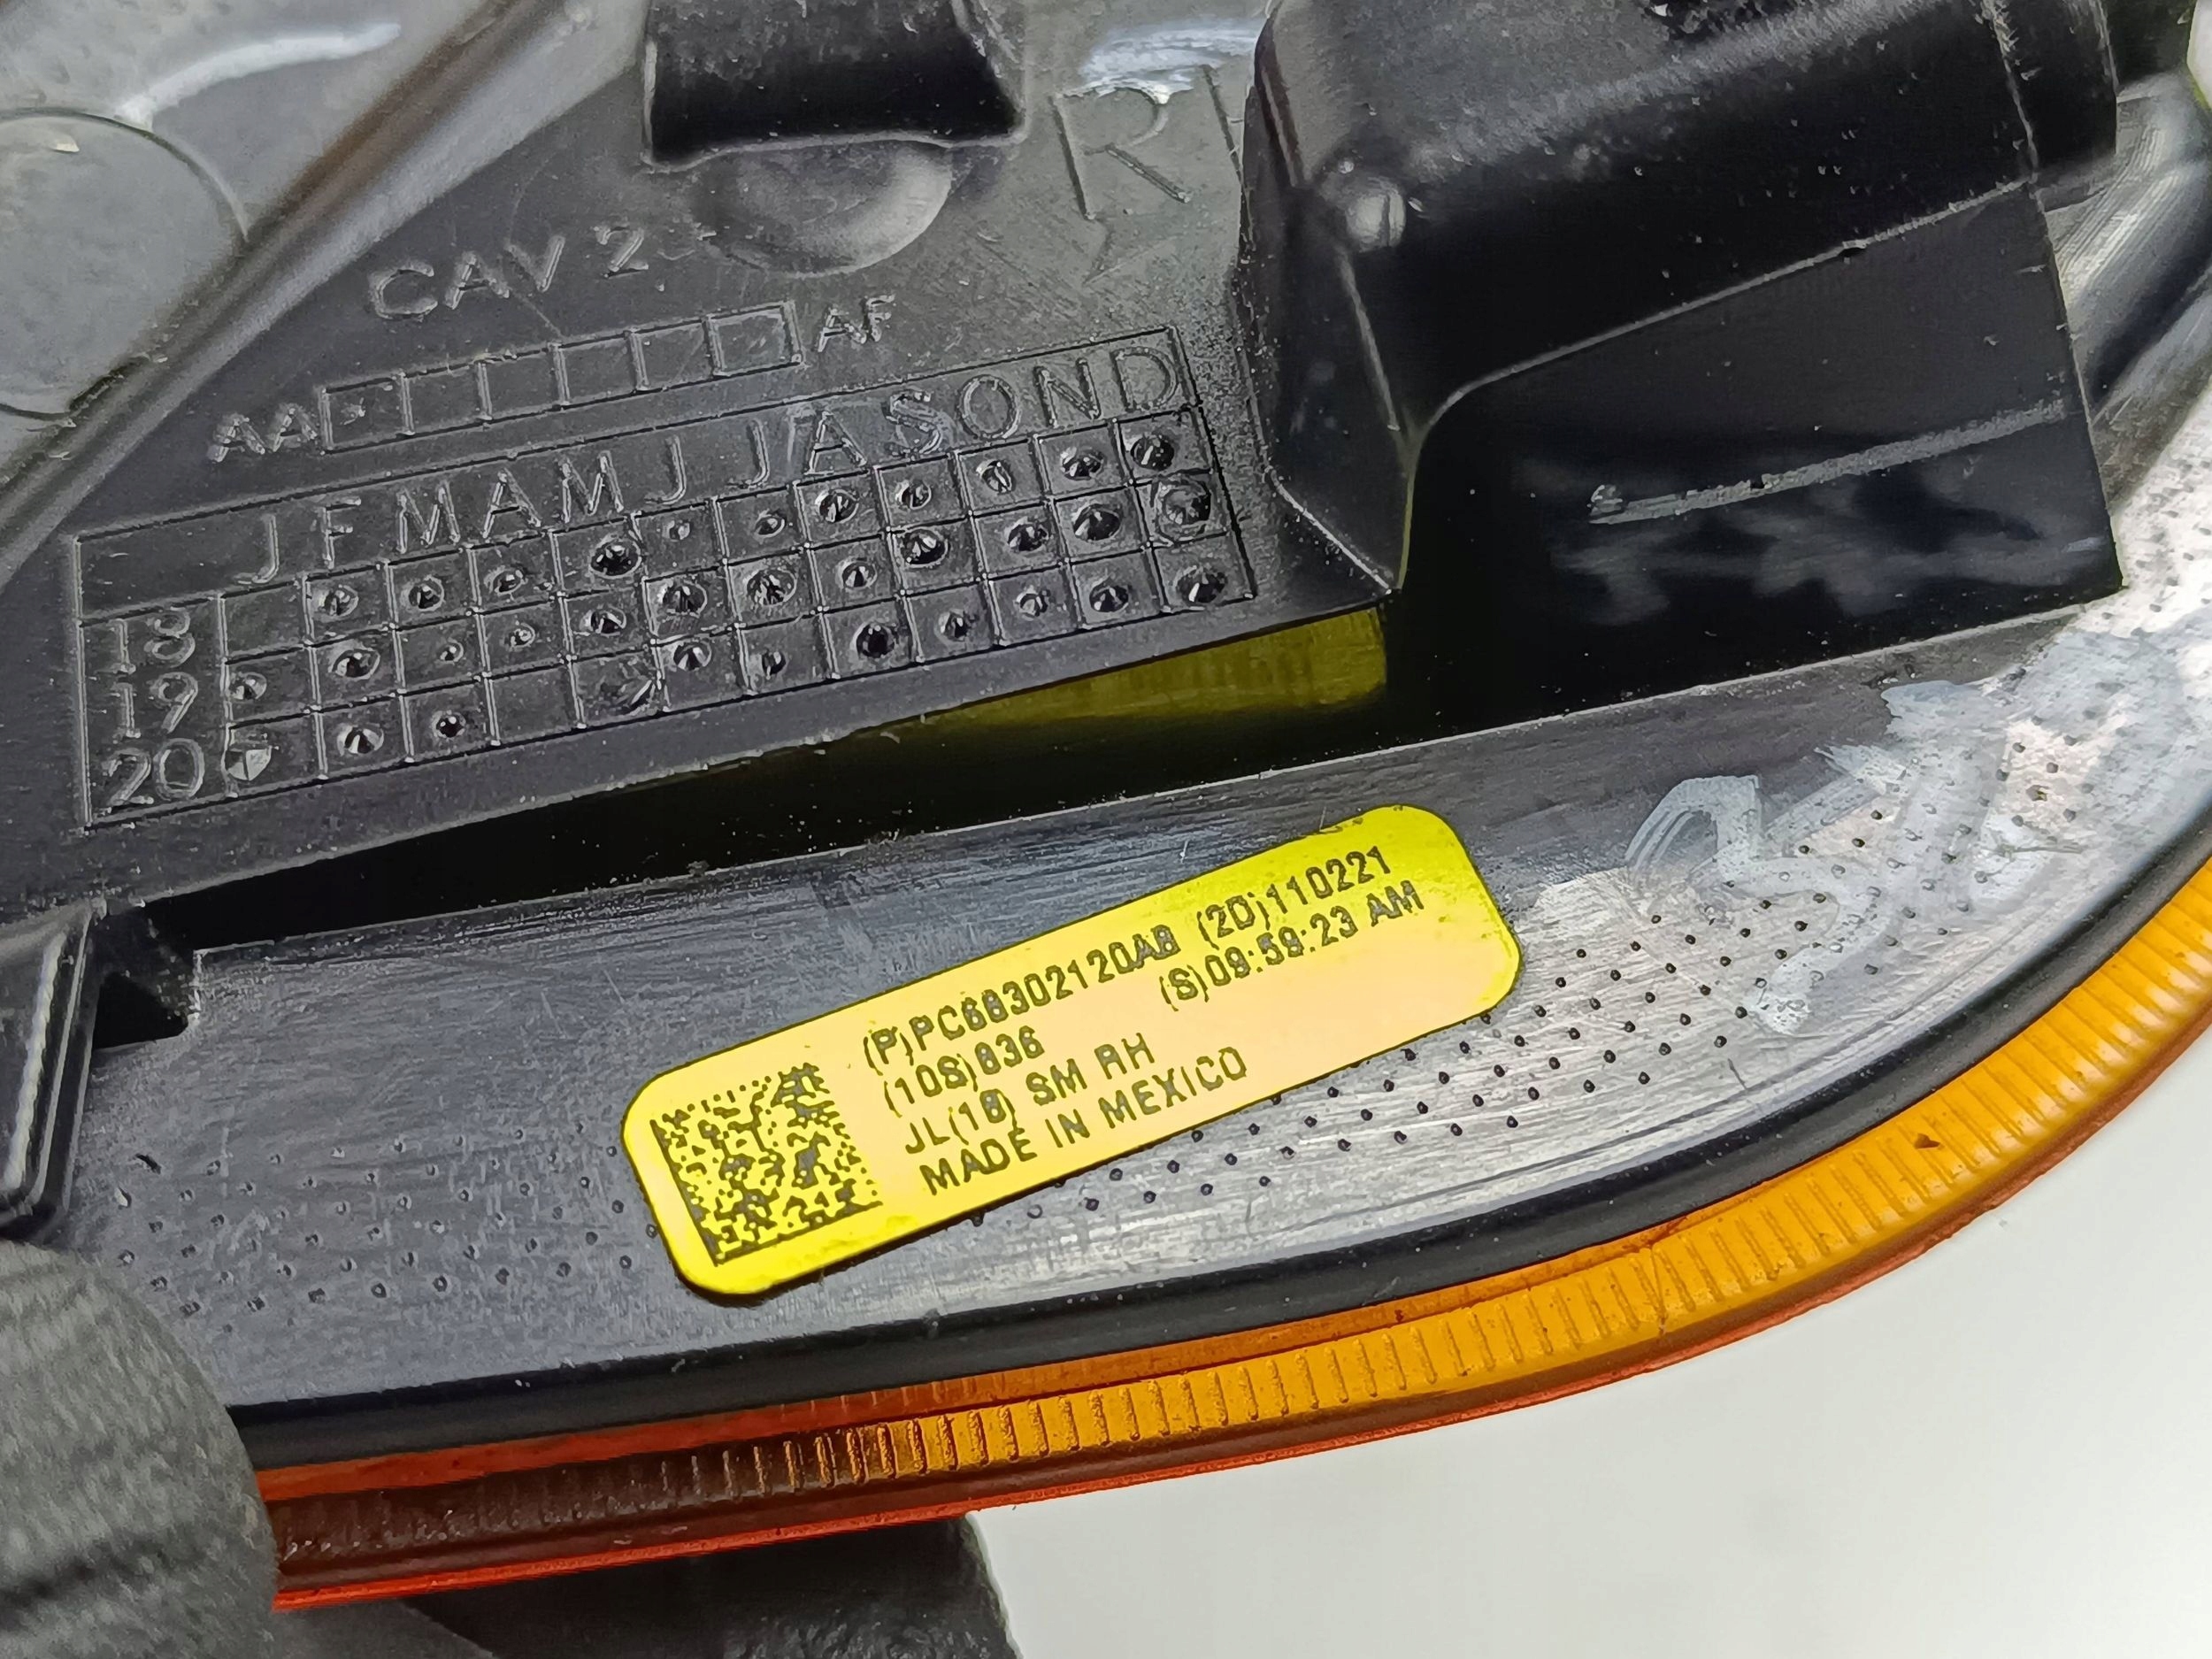 CAV 2
AA AF
J F M A M J J A S O N D
18
19
20
(P)PC68302120AB (2D)110221
(10S)836 (S)09:59:23 AM
JL(18) SM RH
MADE IN MEXICO